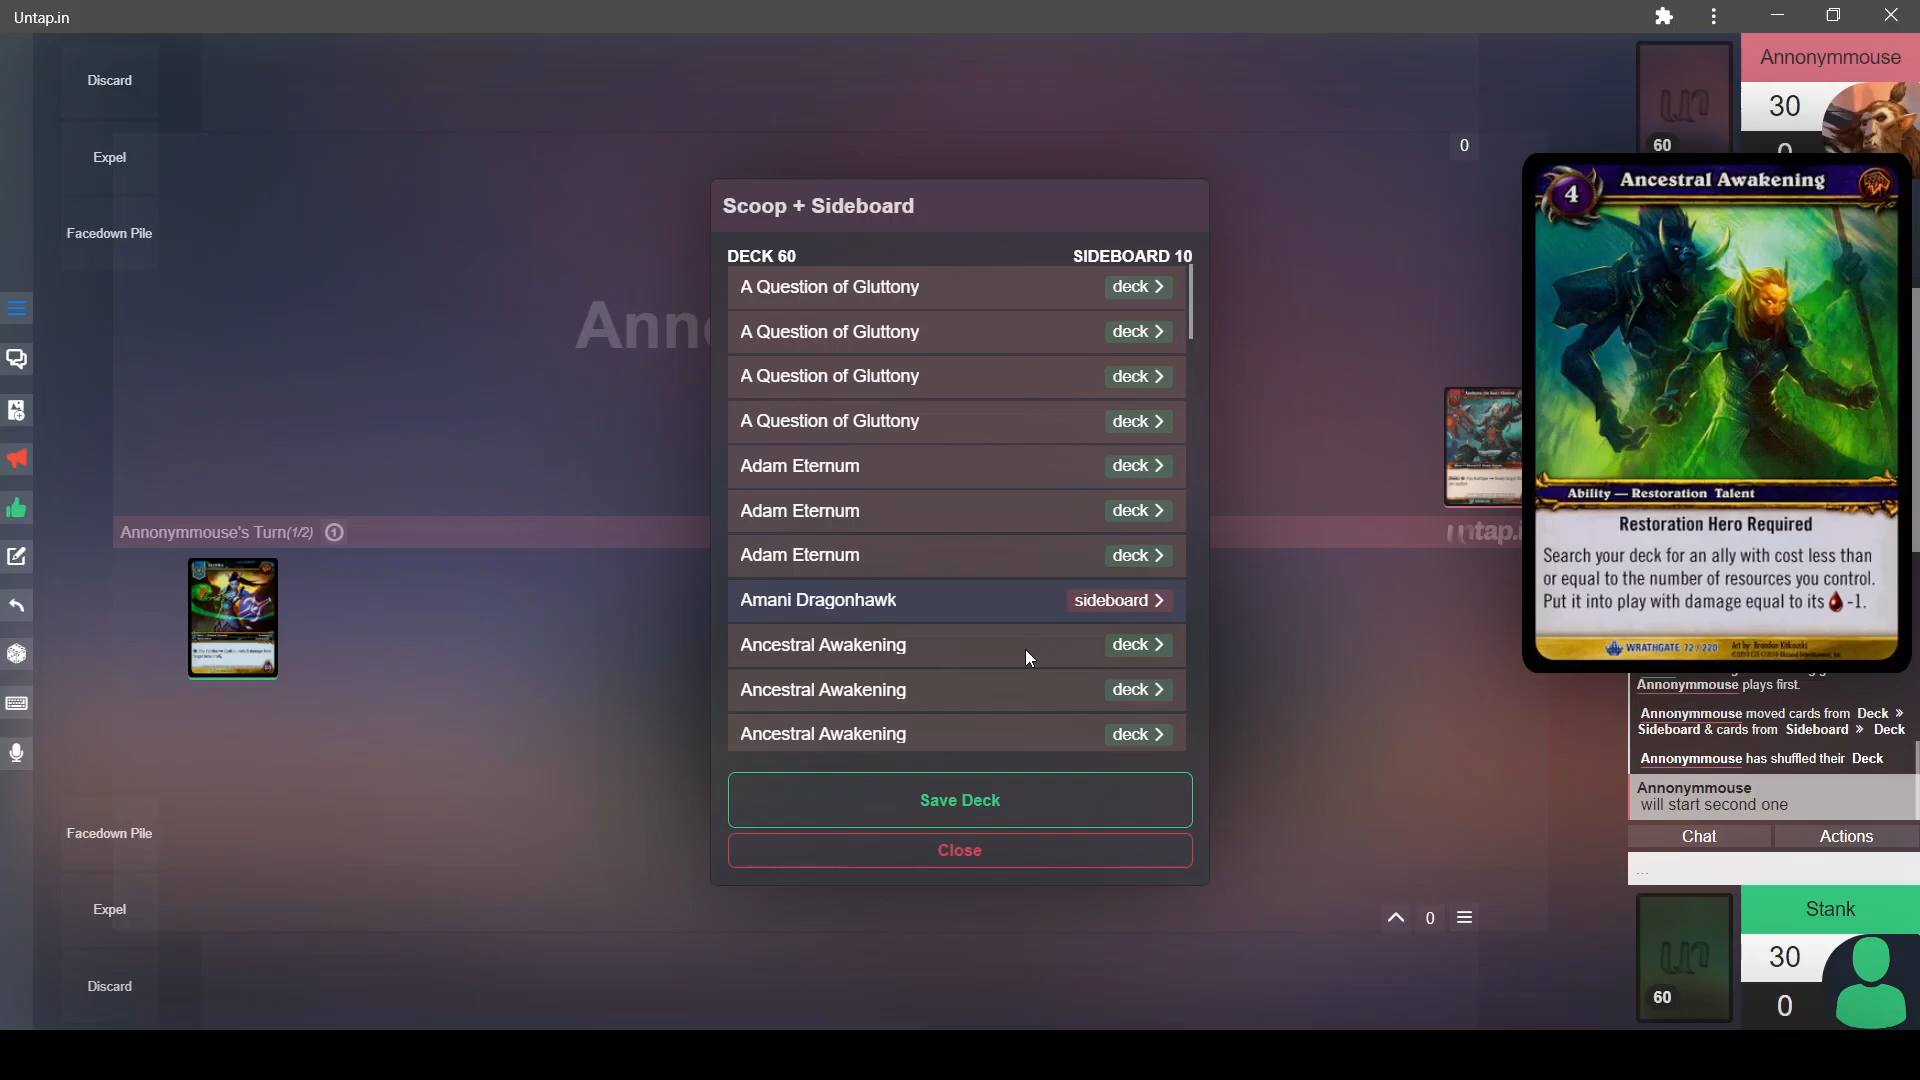 Untap.in
Discard
Expel
Facedown Pile
Annonymmouse
30
60
0
0
Scoop + Sideboard
DECK 60
SIDEBOARD 10
A Question of Gluttony deck
A Question of Gluttony deck
A Question of Gluttony deck
A Question of Gluttony deck
Adam Eternum deck
Adam Eternum deck
Adam Eternum deck
Amani Dragonhawk sideboard
Ancestral Awakening deck
Ancestral Awakening deck
Ancestral Awakening deck
Save Deck
Close
Ann
Annonymmouse's Turn(1/2) 1
untap.i
4
Ancestral Awakening
Ability — Restoration Talent
Restoration Hero Required
Search your deck for an ally with cost less than
or equal to the number of resources you control.
Put it into play with damage equal to its -1.
WRATHGATE 72/220
Annonymmouse plays first.
Annonymmouse moved cards from Deck »
Sideboard & cards from Sideboard » Deck
Annonymmouse has shuffled their Deck
Annonymmouse
will start second one
Chat
Actions
...
Facedown Pile
Expel
Discard
0
Stank
30
60
0